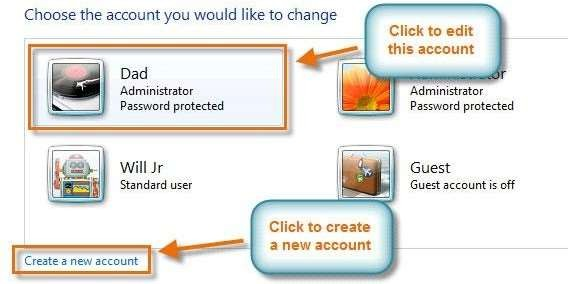 Choose the account you would like to change
Click to edit
this account
Dad
Administrator
Password protected
Administrator
Password protected
Will Jr
Standard user
Guest
Guest account is off
Click to create
a new account
Create a new account